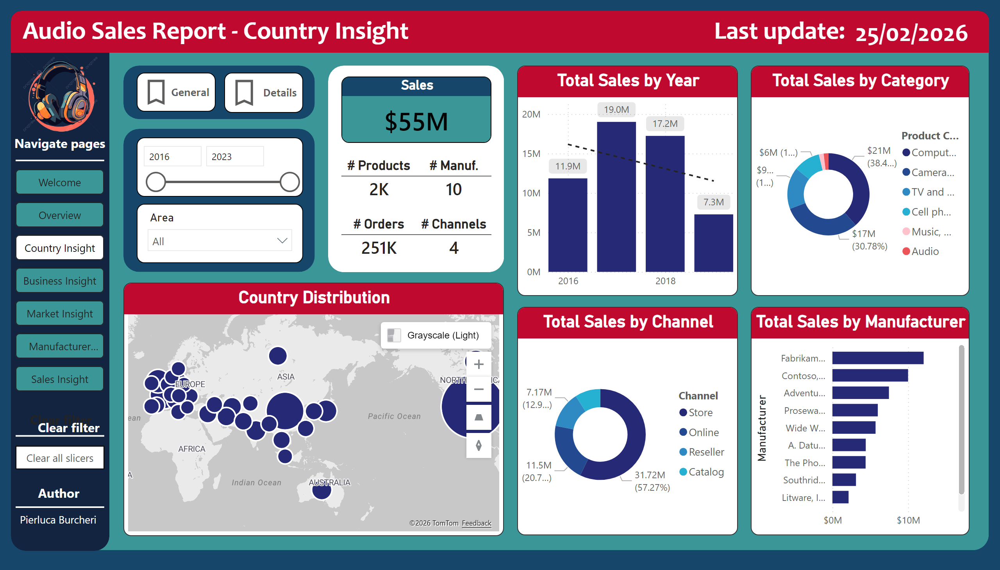 Audio Sales Report - Country Insight
Last update: 25/02/2026
Navigate pages
Welcome
Overview
Country Insight
Business Insight
Market Insight
Manufacturer...
Sales Insight
Clear filter
Clear filter
Clear all slicers
Author
Pierluca Burcheri
General
Details
2016
2023
Area
All
Sales
$55M
# Products
2K
# Manuf.
10
# Orders
251K
# Channels
4
Total Sales by Year
20M
15M
10M
5M
0M
11.9M
19.0M
17.2M
7.3M
2016
2018
Total Sales by Category
$6M (1...)
$9...
(1...)
$21M
(38.4...)
$17M
(30.78%)
Product C...
Comput...
Camera...
TV and ...
Cell ph...
Music, ...
Audio
Country Distribution
Grayscale (Light)
ASIA
EUROPE
AFRICA
AUSTRALIA
Pacific Ocean
Indian Ocean
ean
A
©2026 TomTom Feedback
Total Sales by Channel
7.17M
(12.9...)
11.5M
(20.7...)
31.72M
(57.27%)
Channel
Store
Online
Reseller
Catalog
Total Sales by Manufacturer
Manufacturer
Fabrikam...
Contoso,...
Adventu...
Prosewa...
Wide W...
A. Datu...
The Pho...
Southrid...
Litware, I...
$0M
$10M